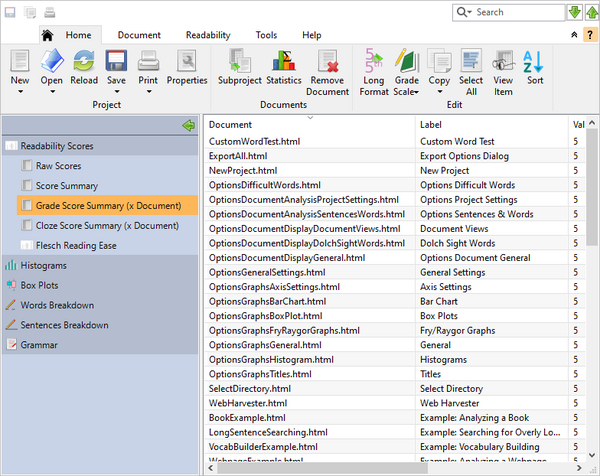 Search
Home Document Readability Tools Help
?
New Open Reload Save Print Properties Subproject Statistics Remove Document Long Format Grade Scale Copy Select All View Item Sort
Project Documents Edit
Document Label Val
Readability Scores
Raw Scores
Score Summary
Grade Score Summary (x Document)
Cloze Score Summary (x Document)
Flesch Reading Ease
Histograms
Box Plots
Words Breakdown
Sentences Breakdown
Grammar
CustomWordTest.html Custom Word Test 5
ExportAll.html Export Options Dialog 5
NewProject.html New Project 5
OptionsDifficultWords.html Options Difficult Words 5
OptionsDocumentAnalysisProjectSettings.html Options Project Settings 5
OptionsDocumentAnalysisSentencesWords.html Options Sentences & Words 5
OptionsDocumentDisplayDocumentViews.html Document Views 5
OptionsDocumentDisplayDolchSightWords.html Dolch Sight Words 5
OptionsDocumentDisplayGeneral.html Options Document General 5
OptionsGeneralSettings.html General Settings 5
OptionsGraphsAxisSettings.html Axis Settings 5
OptionsGraphsBarChart.html Bar Chart 5
OptionsGraphsBoxPlot.html Box Plots 5
OptionsGraphsFryRaygorGraphs.html Fry/Raygor Graphs 5
OptionsGraphsGeneral.html General 5
OptionsGraphsHistogram.html Histograms 5
OptionsGraphsTitles.html Titles 5
SelectDirectory.html Select Directory 5
WebHarvester.html Web Harvester 5
BookExample.html Example: Analyzing a Book 5
LongSentenceSearching.html Example: Searching for Overly Lo... 5
VocabBuilderExample.html Example: Vocabulary Building 5
WebpageExample.html Example: Analyzing a Webpage 5